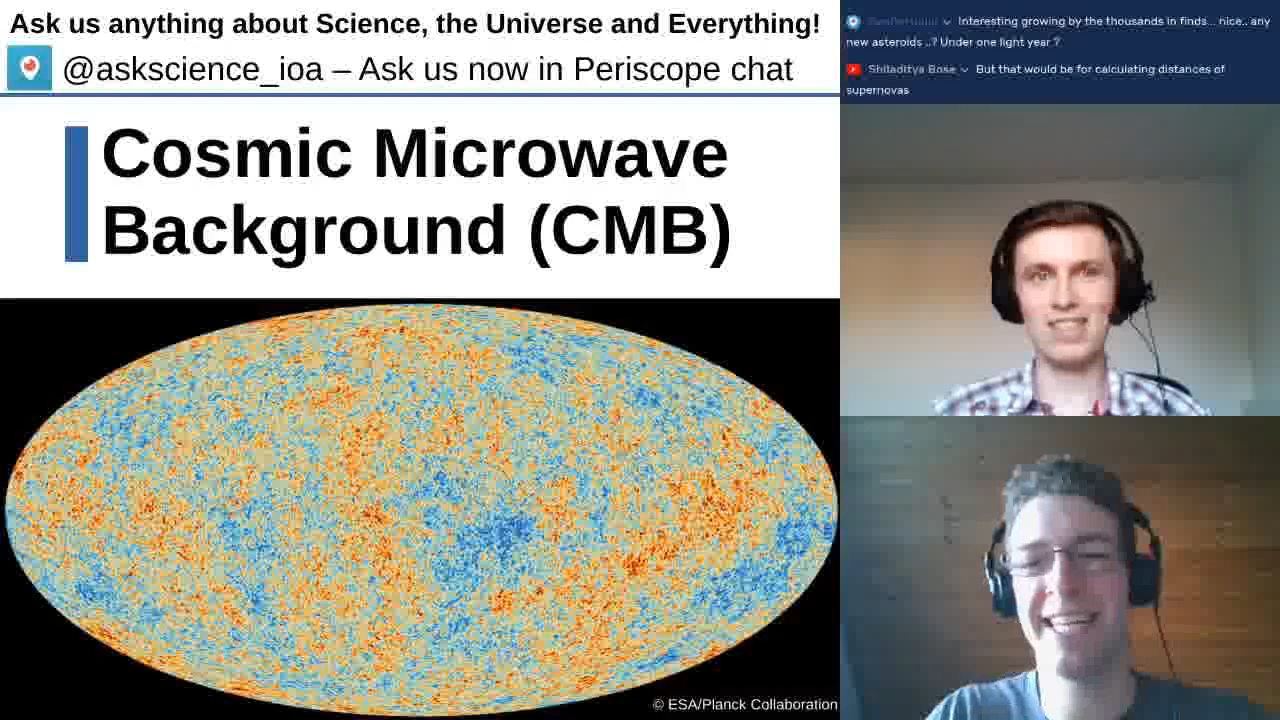 Ask us anything about Science, the Universe and Everything!
@askscience_ioa – Ask us now in Periscope chat
Cosmic Microwave
Background (CMB)
© ESA/Planck Collaboration
Interesting growing by the thousands in finds... nice.. any
new asteroids ..? Under one light year ?
Shiladitya Bose But that would be for calculating distances of
supernovas